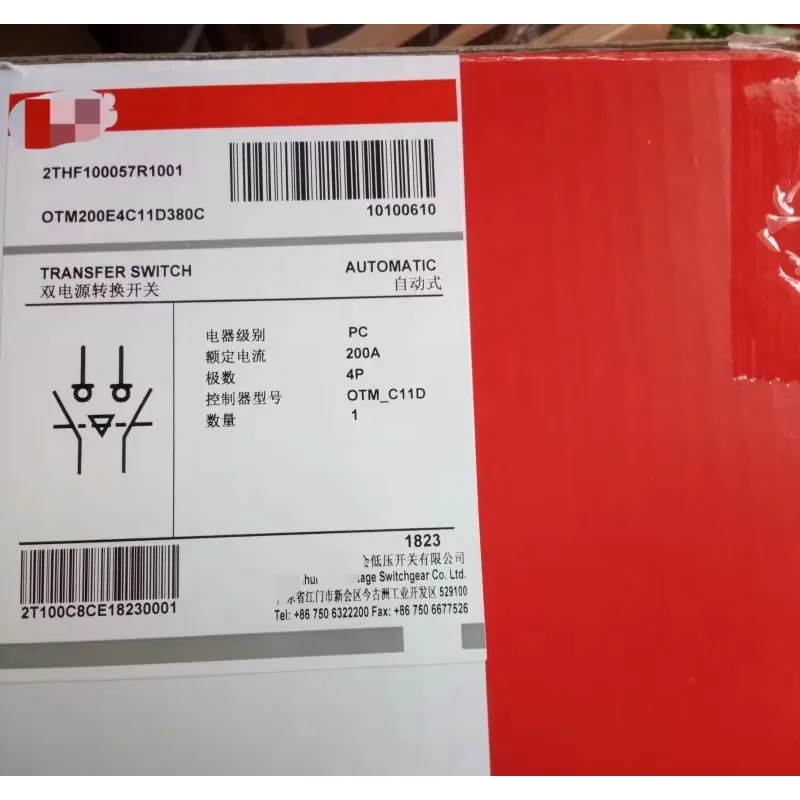 2THF100057R1001
OTM200E4C11D380C
10100610
TRANSFER SWITCH
双电源转换开关
AUTOMATIC
自动式
电器级别 PC
额定电流 200A
极数 4P
控制器型号 OTM_C11D
数量 1
1823
2T100C8CE18230001
低压开关有限公司
Switchgear Co. Ltd.
省江门市新会区今古洲工业开发区 529100
Tel: +86 750 6322200 Fax: +86 750 6677526